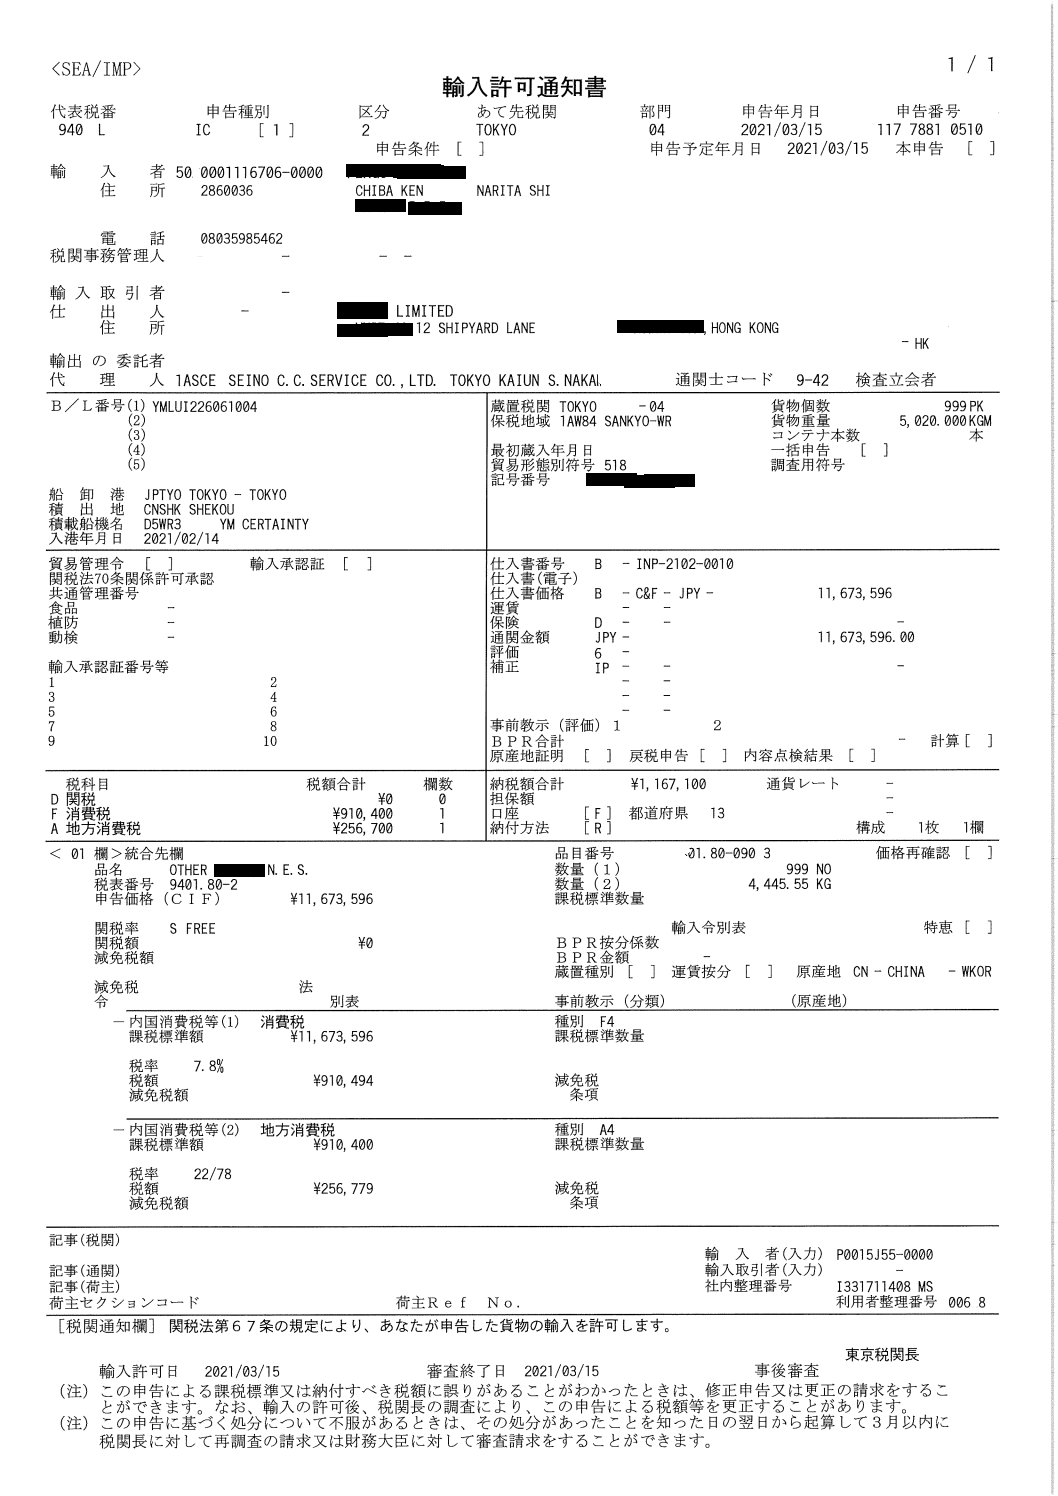 <SEA/IMP>
1 / 1
輸入許可通知書
代表税番 申告種別 区分 あて先税関 部門 申告年月日 申告番号
940 L IC [ 1 ] 2 TOKYO 04 2021/03/15 117 7881 0510
申告条件 [ ] 申告予定年月日 2021/03/15 本申告 [ ]
輸 入 者 50 0001116706-0000
住 所 2860036 CHIBA KEN NARITA SHI
電 話 08035985462
税関事務管理人 - - -
輸 入 取 引 者 -
仕 出 人 - LIMITED
住 所 12 SHIPYARD LANE , HONG KONG
- HK
輸出 の 委託者
代 理 人 1ASCE SEINO C.C.SERVICE CO.,LTD. TOKYO KAIUN S.NAKA 通関士コード 9-42 検査立会者
B/L番号(1) YMLUI226061004 蔵置税関 TOKYO -04 貨物個数 999 PK
(2) 保税地域 1AW84 SANKYO-WR 貨物重量 5,020.000 KGM
(3) コンテナ本数 本
(4) 最初蔵入年月日 一括申告 [ ]
(5) 貿易形態別符号 518 調査用符号
記号番号
船 卸 港 JPTYO TOKYO - TOKYO
積 出 地 CNSHK SHEKOU
積載船機名 D5WR3 YM CERTAINTY
入港年月日 2021/02/14
貿易管理令 [ ] 輸入承認証 [ ] 仕入書番号 B - INP-2102-0010
関税法70条関係許可承認 仕入書(電子)
共通管理番号 仕入書価格 B - C&F - JPY - 11,673,596
食品 - 運賃 - -
植防 - 保険 D - - -
動検 - 通関金額 JPY - 11,673,596.00
評価 6 -
輸入承認証番号等 補正 IP - - -
1 2 - -
3 4 - -
5 6 - -
7 8 事前教示 (評価) 1 2
9 10 BPR合計 - 計算 [ ]
原産地証明 [ ] 戻税申告 [ ] 内容点検結果 [ ]
税科目 税額合計 欄数 納税額合計 ¥1,167,100 通貨レート -
D 関税 ¥0 0 担保額 -
F 消費税 ¥910,400 1 口座 [ F ] 都道府県 13 -
A 地方消費税 ¥256,700 1 納付方法 [ R ] 構成 1枚 1欄
< 01 欄>統合先欄 品目番号 01.80-090 3 価格再確認 [ ]
品名 OTHER N.E.S. 数量(1) 999 NO
税表番号 9401.80-2 数量(2) 4,445.55 KG
申告価格(CIF) ¥11,673,596 課税標準数量
関税率 S FREE 輸入令別表 特恵 [ ]
関税額 ¥0 BPR按分係数
減免税額 BPR金額 -
蔵置種別 [ ] 運賃按分 [ ] 原産地 CN - CHINA - WKOR
減免税 法
令 別表 事前教示 (分類) (原産地)
- 内国消費税等(1) 消費税 種別 F4
課税標準額 ¥11,673,596 課税標準数量
税率 7.8%
税額 ¥910,494 減免税
減免税額 条項
- 内国消費税等(2) 地方消費税 種別 A4
課税標準額 ¥910,400 課税標準数量
税率 22/78
税額 ¥256,779 減免税
減免税額 条項
記事(税関)
輸 入 者(入力) P0015J55-0000
記事(通関) 輸入取引者(入力) -
記事(荷主) 社内整理番号 I331711408 MS
荷主セクションコード 荷主Ref No. 利用者整理番号 006 8
[税関通知欄] 関税法第67条の規定により、あなたが申告した貨物の輸入を許可します。
東京税関長
輸入許可日 2021/03/15 審査終了日 2021/03/15 事後審査
(注) この申告による課税標準又は納付すべき税額に誤りがあることがわかったときは、修正申告又は更正の請求をするこ
とができます。なお、輸入の許可後、税関長の調査により、この申告による税額等を更正することがあります。
(注) この申告に基づく処分について不服があるときは、その処分があったことを知った日の翌日から起算して3月以内に
税関長に対して再調査の請求又は財務大臣に対して審査請求をすることができます。